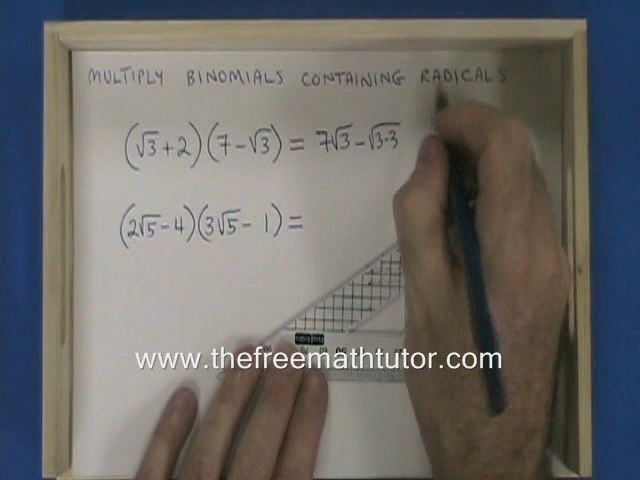 MULTIPLY BINOMIALS CONTAINING RADICALS
(√3 + 2)(7 - √3) = 7√3 - √3·3
(2√5 - 4)(3√5 - 1) =
www.thefreemathtutor.com